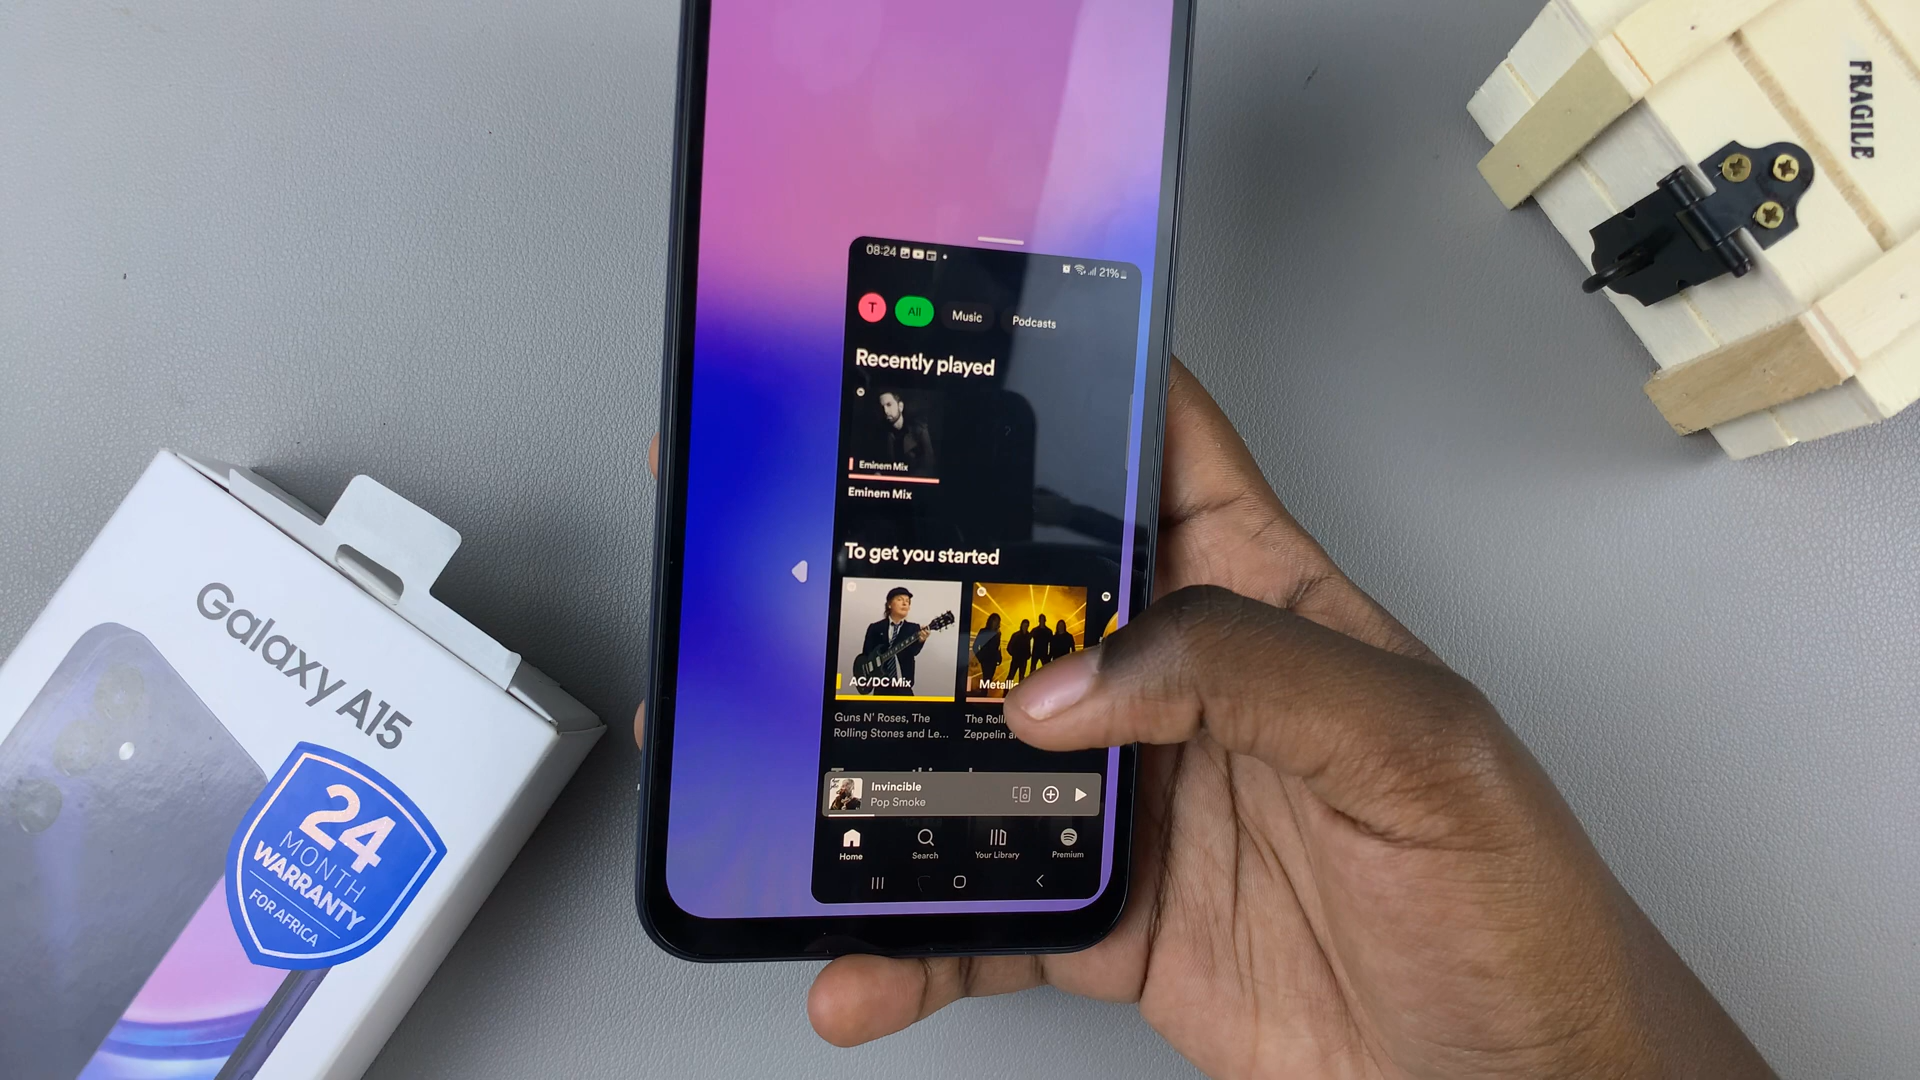 08:24
21%
T
All
Music
Podcasts
Recently played
Eminem Mix
Eminem Mix
To get you started
AC/DC Mix
Guns N' Roses, The
Rolling Stones and Le...
Zeppelin
Invincible
Pop Smoke
Home
Search
Your Library
Premium
Galaxy A15
24
MONTH
WARRANTY
FOR AFRICA
FRAGILE